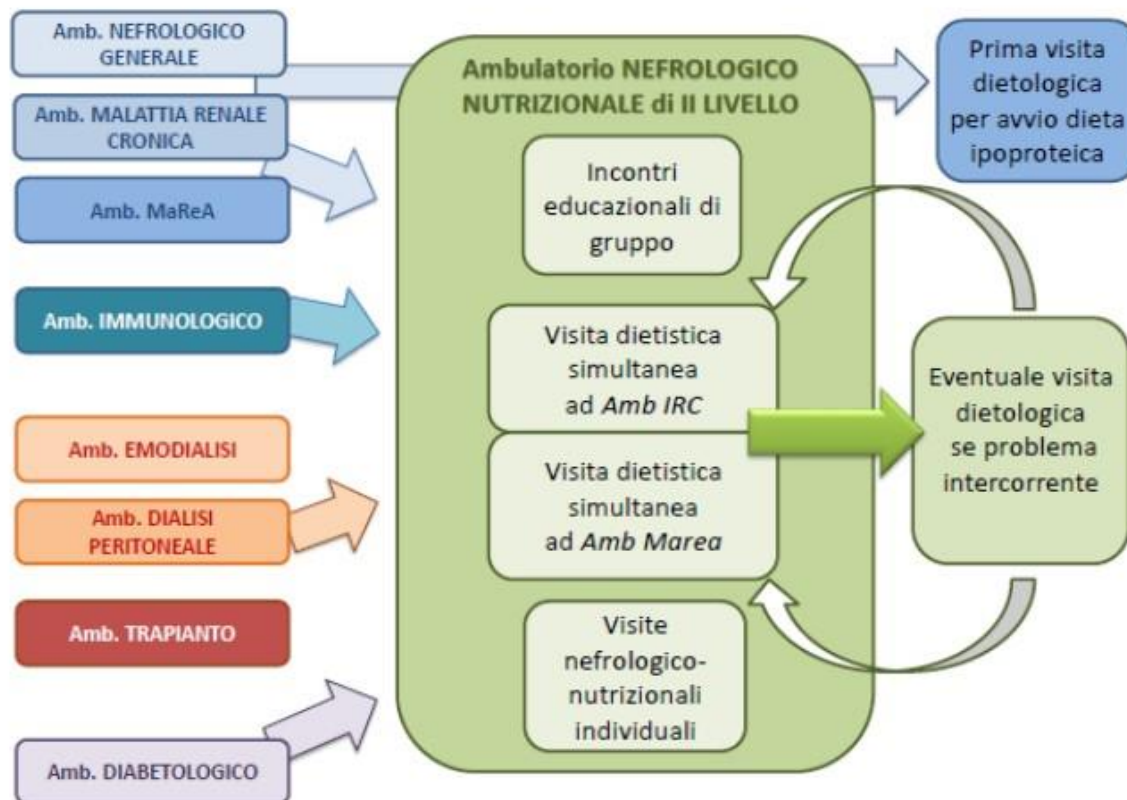 Amb. NEFROLOGICO
GENERALE
Amb. MALATTIA RENALE
CRONICA
Amb. MaReA
Amb. IMMUNOLOGICO
Amb. EMODIALISI
Amb. DIALISI
PERITONEALE
Amb. TRAPIANTO
Amb. DIABETOLOGICO
Ambulatorio NEFROLOGICO
NUTRIZIONALE di II LIVELLO
Incontri
educazionali di
gruppo
Visita dietistica
simultanea
ad Amb IRC
Visita dietistica
simultanea
ad Amb Marea
Visite
nefrologico-
nutrizionali
individuali
Prima visita
dietologica
per avvio dieta
ipoproteica
Eventuale visita
dietologica
se problema
intercorrente